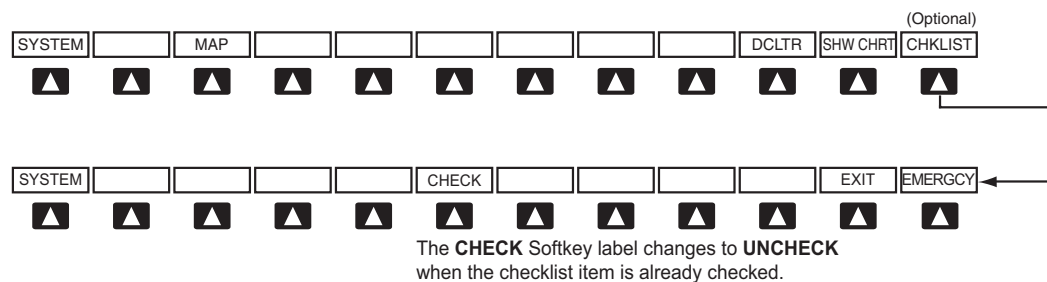 (Optional)
SYSTEM MAP DCLTR SHW CHRT CHKLIST
SYSTEM CHECK EXIT EMERGCY
The CHECK Softkey label changes to UNCHECK
when the checklist item is already checked.